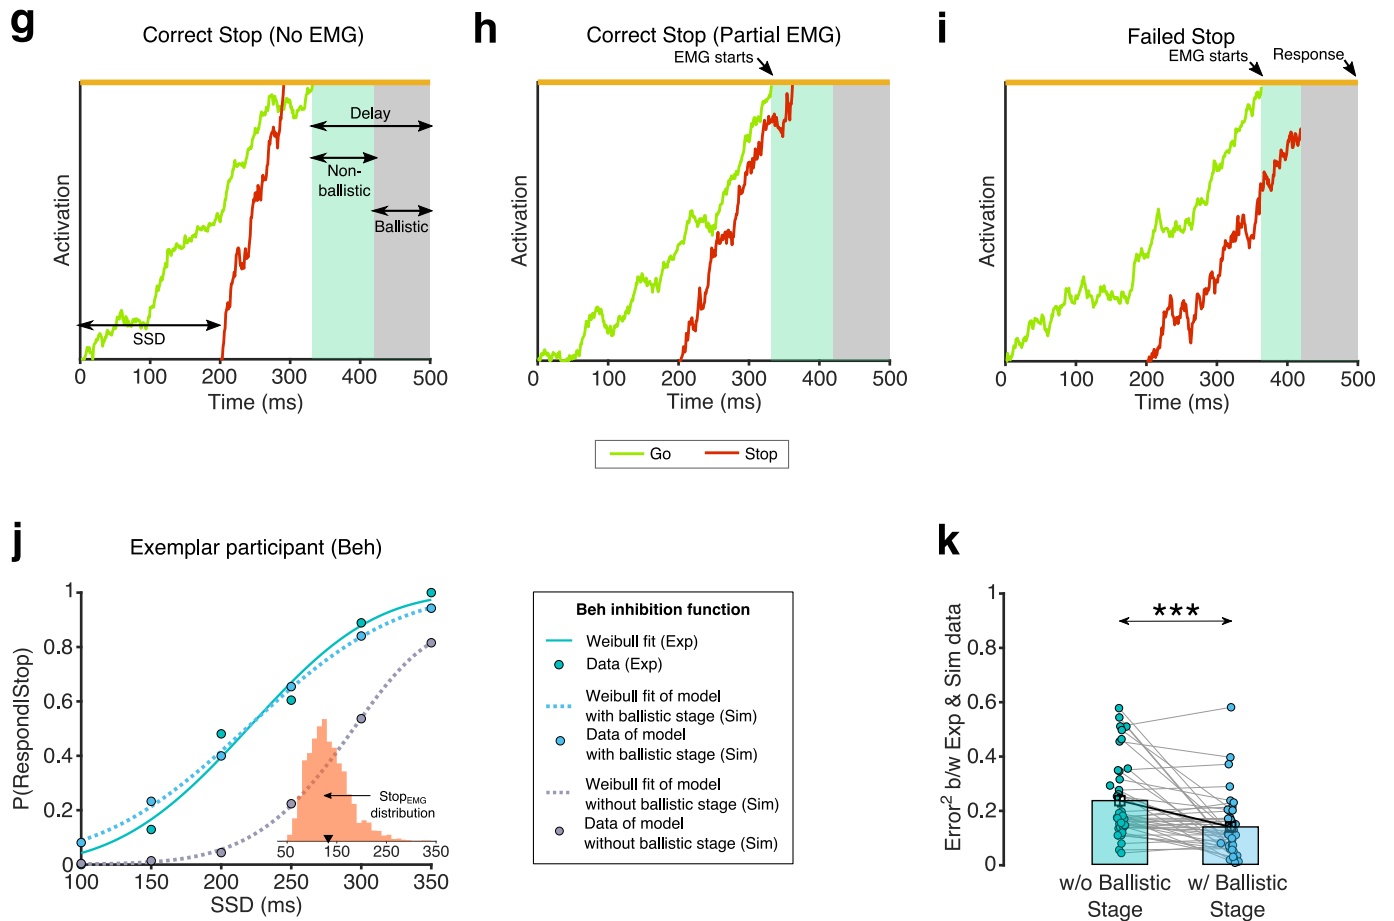 g
Correct Stop (No EMG)
Activation
Delay
Non-
ballistic
Ballistic
SSD
0 100 200 300 400 500
Time (ms)
h
Correct Stop (Partial EMG)
EMG starts
Activation
0 100 200 300 400 500
Time (ms)
i
Failed Stop
EMG starts
Response
Activation
0 100 200 300 400 500
Time (ms)
Go Stop
j
Exemplar participant (Beh)
P(Respond|Stop)
1
0.8
0.6
0.4
0.2
0
StopEMG
distribution
50 150 250 350
100 150 200 250 300 350
SSD (ms)
Beh inhibition function
Weibull fit (Exp)
Data (Exp)
Weibull fit of model
with ballistic stage (Sim)
Data of model
with ballistic stage (Sim)
Weibull fit of model
without ballistic stage (Sim)
Data of model
without ballistic stage (Sim)
k
Error² b/w Exp & Sim data
1
0.8
0.6
0.4
0.2
0
***
w/o Ballistic
Stage
w/ Ballistic
Stage